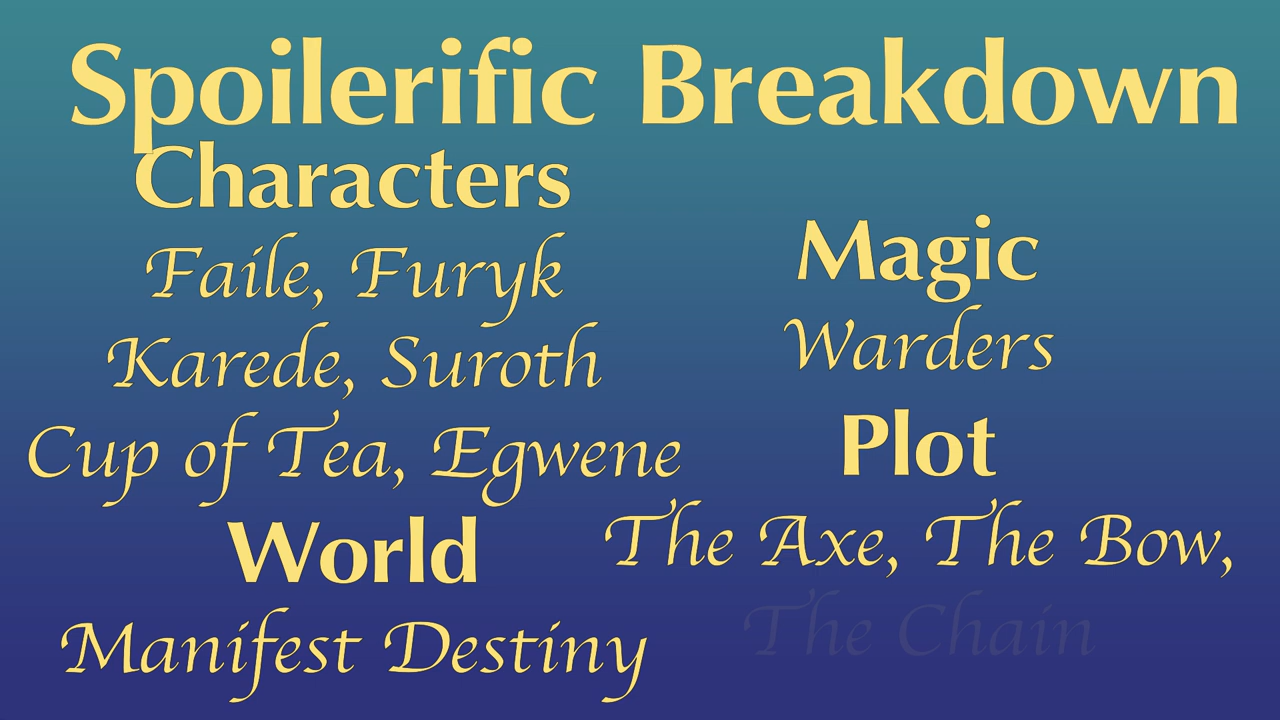 Spoilerific Breakdown
Characters
Faile, Furyk
Karede, Suroth
Cup of Tea, Egwene
World
Manifest Destiny
Magic
Warders
Plot
The Axe, The Bow,
The Chain